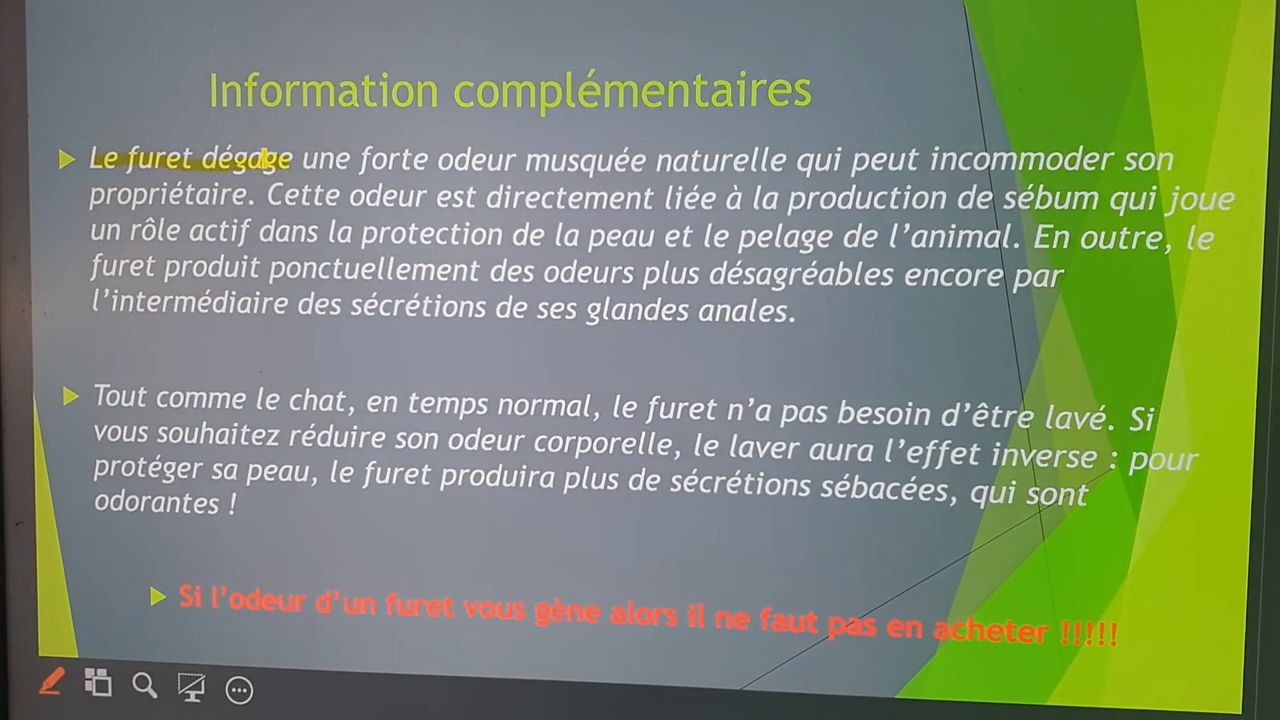 Information complémentaires
Le furet dégage une forte odeur musquée naturelle qui peut incommoder son
propriétaire. Cette odeur est directement liée à la production de sébum qui joue
un rôle actif dans la protection de la peau et le pelage de l'animal. En outre, le
furet produit ponctuellement des odeurs plus désagréables encore par
l'intermédiaire des sécrétions de ses glandes anales.
Tout comme le chat, en temps normal, le furet n'a pas besoin d'être lavé. Si
vous souhaitez réduire son odeur corporelle, le laver aura l'effet inverse : pour
protéger sa peau, le furet produira plus de sécrétions sébacées, qui sont
odorantes !
Si l'odeur d'un furet vous gène alors il ne faut pas en acheter !!!!!